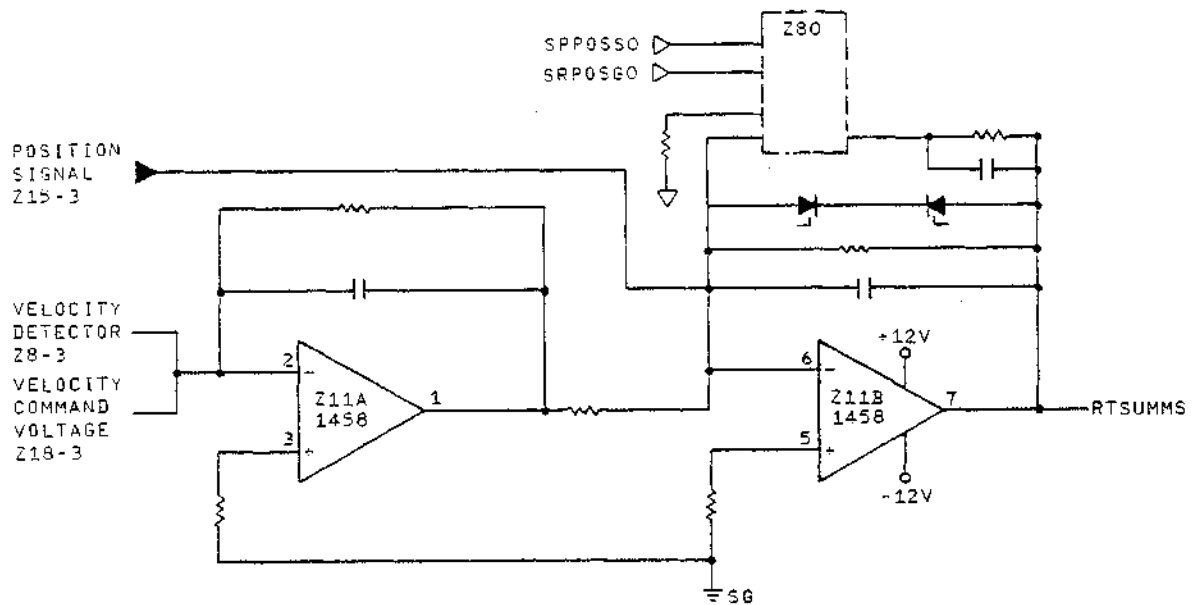 Z80
SPPOSSO
SRPOSGO
POSITION
SIGNAL
Z15-3
VELOCITY
DETECTOR
Z8-3
VELOCITY
COMMAND
VOLTAGE
Z18-3
2
-
Z11A
1458
1
3
+
+12V
6
-
Z11B
1458
7
RTSUMMS
5
+
-12V
SG